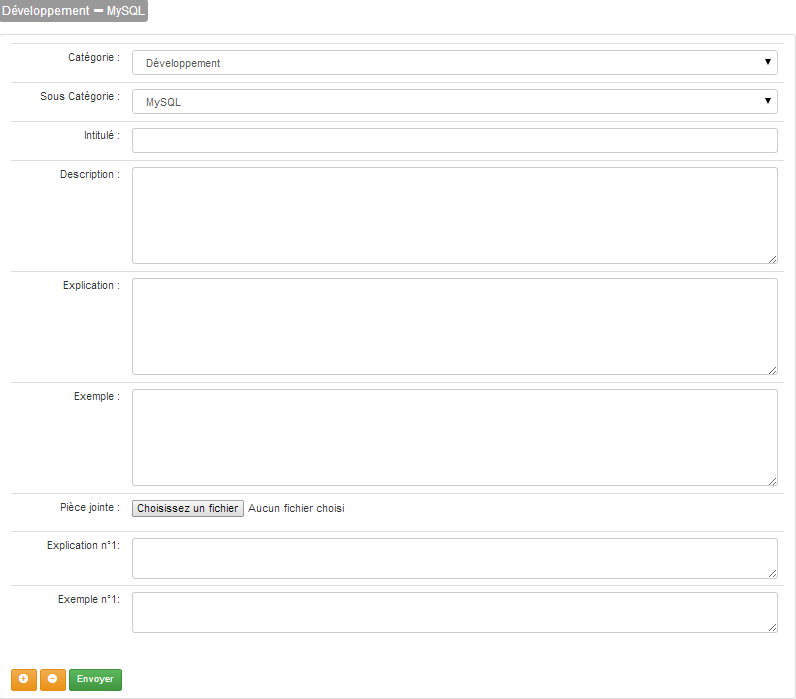 Développement − MySQL
Catégorie : Développement
Sous Catégorie : MySQL
Intitulé :
Description :
Explication :
Exemple :
Pièce jointe : Choisissez un fichier Aucun fichier choisi
Explication n°1:
Exemple n°1:
Envoyer